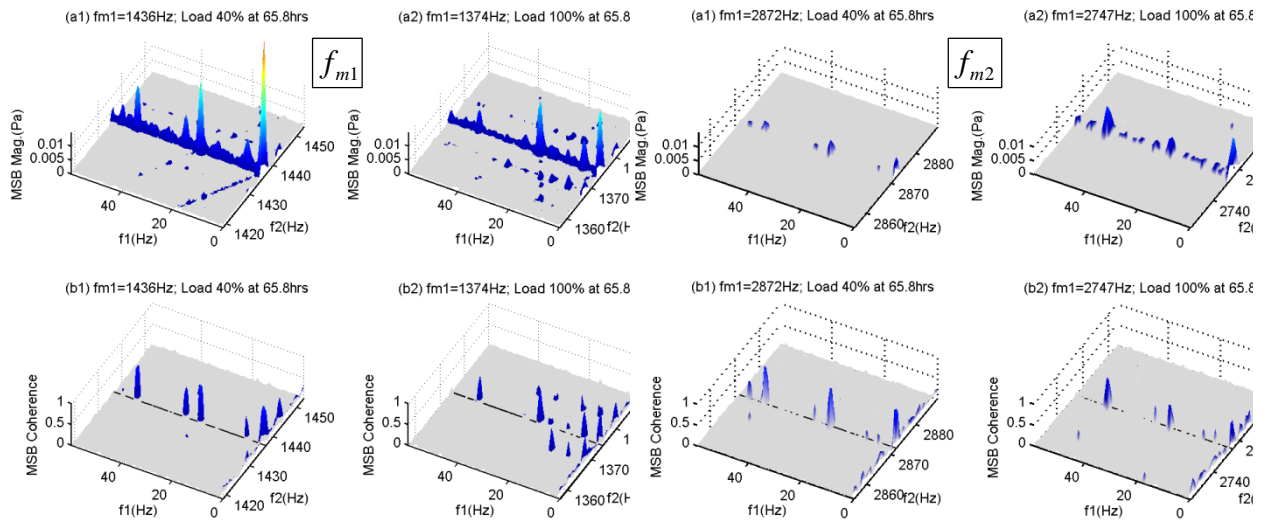 (a1) fm1=1436Hz; Load 40% at 65.8hrs
(a2) fm1=1374Hz; Load 100% at 65.8
(a1) fm1=2872Hz; Load 40% at 65.8hrs
(a2) fm1=2747Hz; Load 100% at 65.8
fm1
fm2
MSB Mag.(Pa)
0.01
0.005
40
20
0
f1(Hz)
1420
1430
1440
1450
f2(Hz)
MSB Mag.(Pa)
0.01
0.005
40
20
0
f1(Hz)
1360
1370
1
f2(H
MSB Mag.(Pa)
0.01
0.005
40
20
0
f1(Hz)
2860
2870
2880
f2(Hz)
MSB Mag.(Pa)
0.01
0.005
40
20
0
f1(Hz)
2740
2
f2(
(b1) fm1=1436Hz; Load 40% at 65.8hrs
(b2) fm1=1374Hz; Load 100% at 65.8
(b1) fm1=2872Hz; Load 40% at 65.8hrs
(b2) fm1=2747Hz; Load 100% at 65.8
MSB Coherence
1
0.5
0
40
20
0
f1(Hz)
1420
1430
1440
1450
f2(Hz)
MSB Coherence
1
0.5
0
40
20
0
f1(Hz)
1360
1370
1
f2(H
MSB Coherence
1
0.5
0
40
20
0
f1(Hz)
2860
2870
2880
f2(Hz)
MSB Coherence
1
0.5
0
40
20
0
f1(Hz)
2740
2
f2(